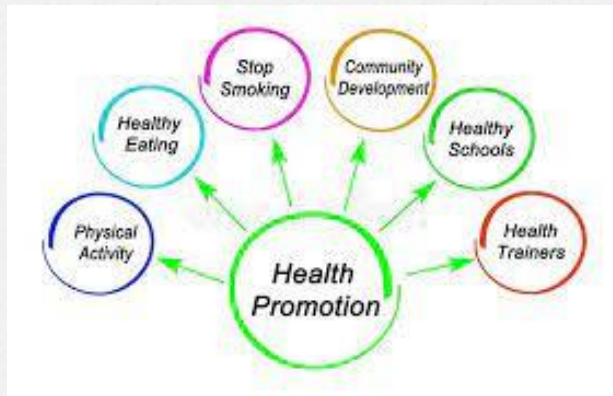 Stop
Smoking
Community
Development
Healthy
Eating
Healthy
Schools
Physical
Activity
Health
Trainers
Health
Promotion